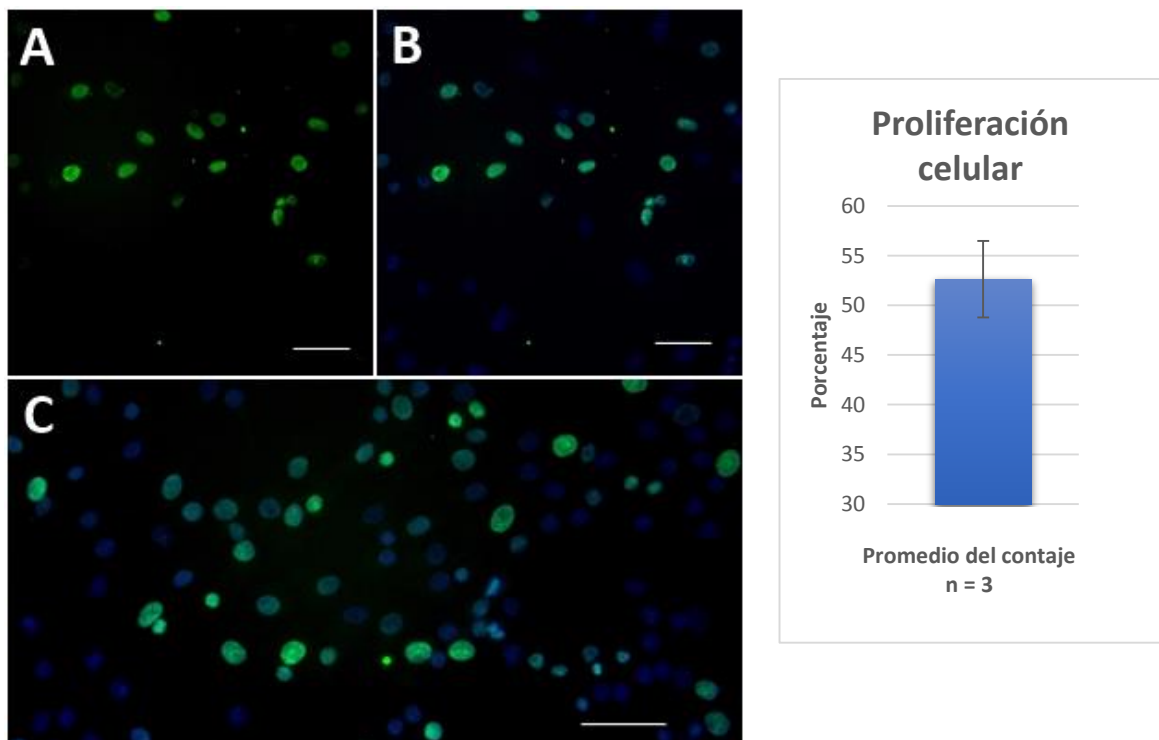 A
B
C
Proliferación
celular
60
55
50
45
40
35
30
Porcentaje
Promedio del contaje
n = 3